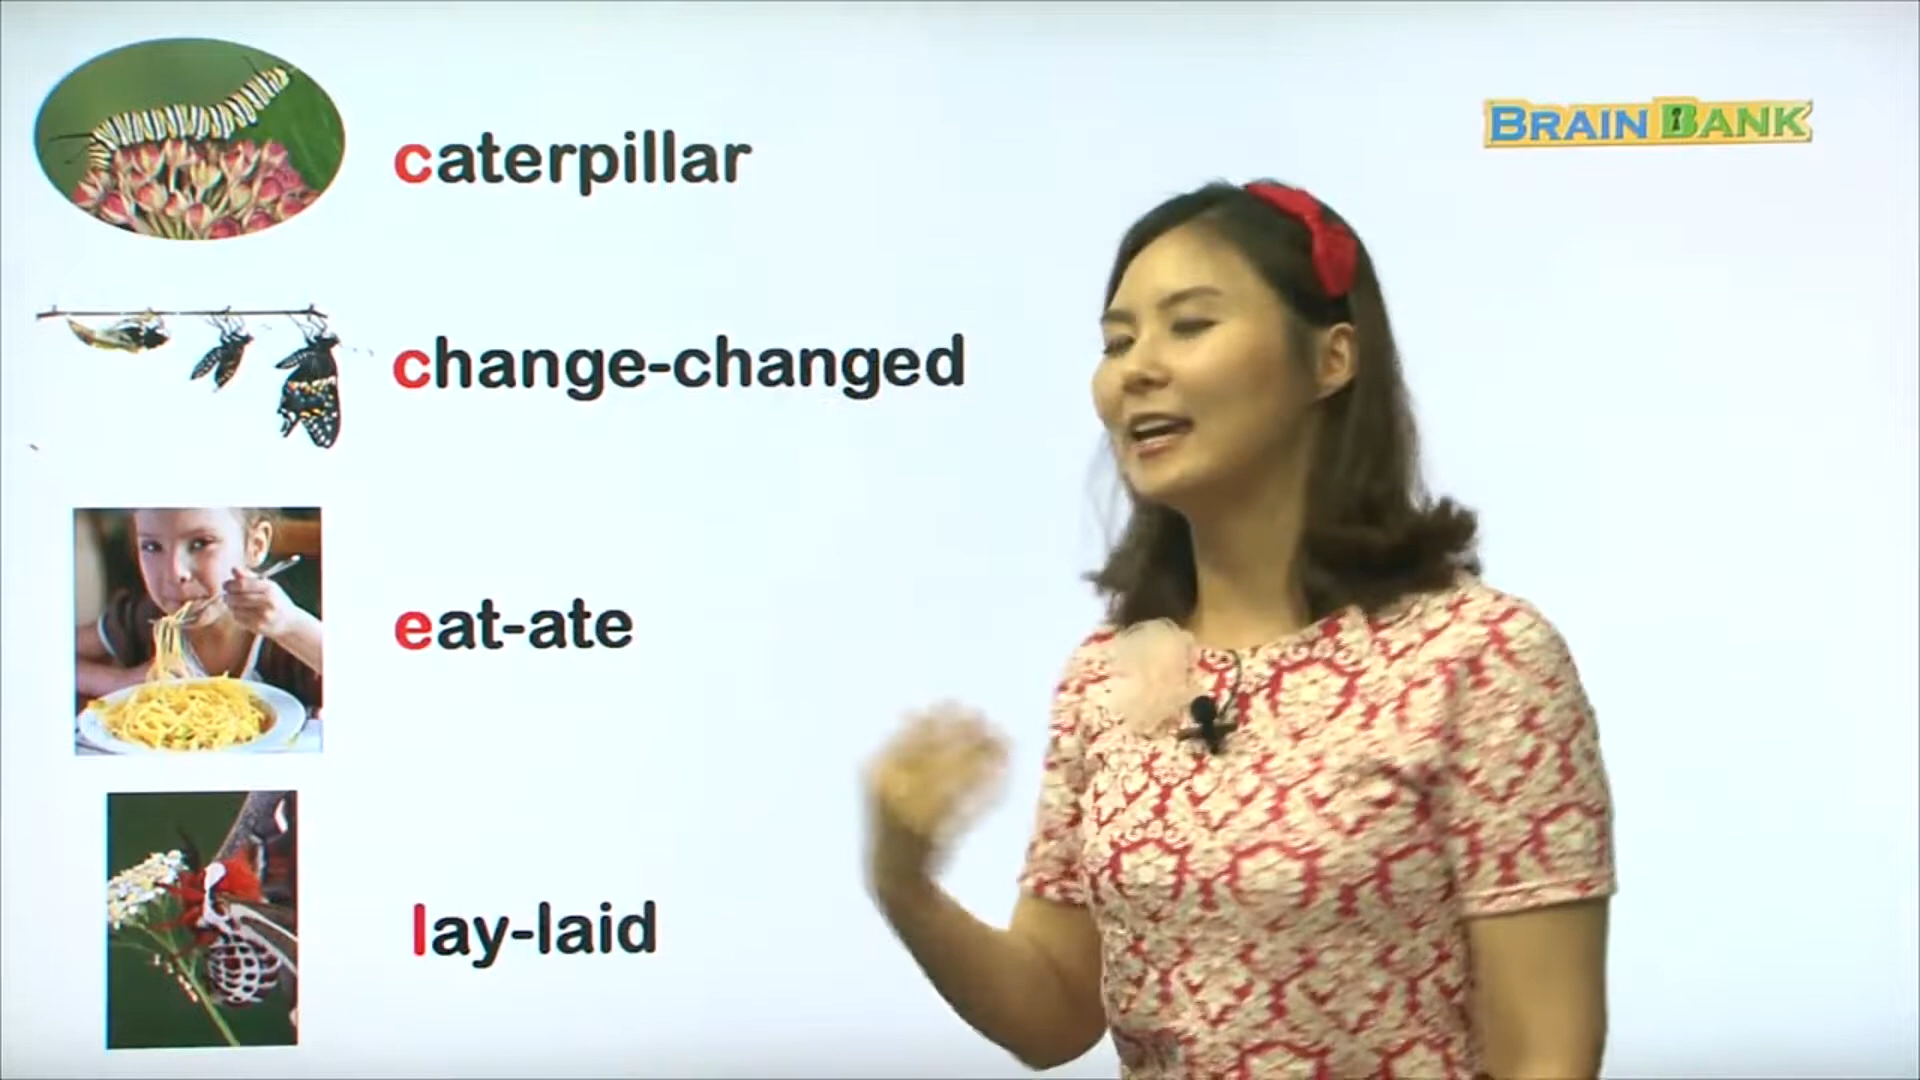 BRAIN BANK
caterpillar
change-changed
eat-ate
lay-laid